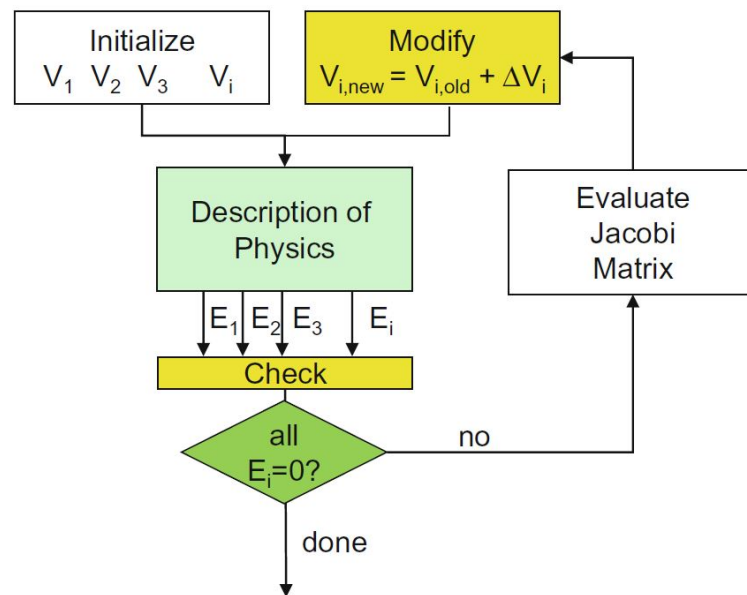 Initialize
V₁ V₂ V₃ Vᵢ
Modify
Vᵢ,new = Vᵢ,old + ΔVᵢ
Description of
Physics
Evaluate
Jacobi
Matrix
E₁ E₂ E₃ Eᵢ
Check
all
Eᵢ=0?
no
done